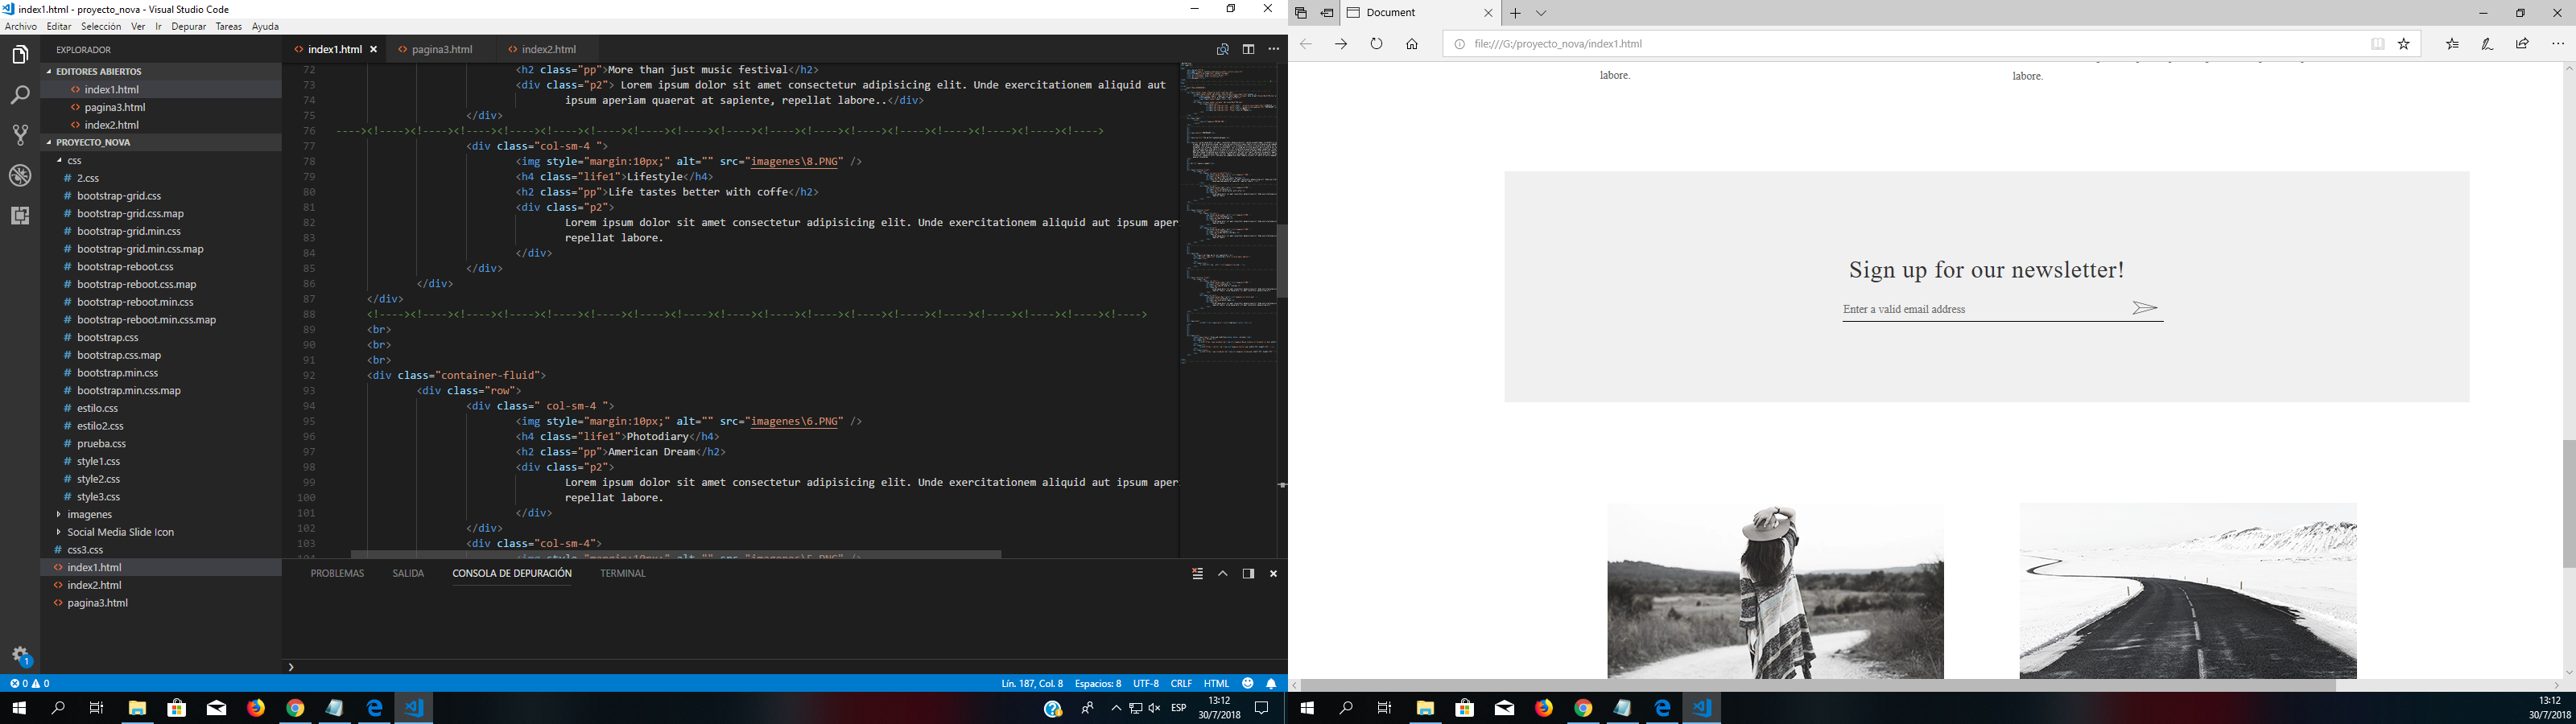 index1.html - proyecto_nova - Visual Studio Code
Archivo Editar Selección Ver Ir Depurar Tareas Ayuda
EXPLORADOR
EDITORES ABIERTOS
index1.html
pagina3.html
index2.html
PROYECTO_NOVA
css
2.css
bootstrap-grid.css
bootstrap-grid.css.map
bootstrap-grid.min.css
bootstrap-grid.min.css.map
bootstrap-reboot.css
bootstrap-reboot.css.map
bootstrap-reboot.min.css
bootstrap-reboot.min.css.map
bootstrap.css
bootstrap.css.map
bootstrap.min.css
bootstrap.min.css.map
estilo.css
estilo2.css
prueba.css
style1.css
style2.css
style3.css
imagenes
Social Media Slide Icon
css3.css
index1.html
index2.html
pagina3.html
index1.html pagina3.html index2.html
72 <h2 class="pp">More than just music festival</h2>
73 <div class="p2"> Lorem ipsum dolor sit amet consectetur adipisicing elit. Unde exercitationem aliquid aut
74 ipsum aperiam quaerat at sapiente, repellat labore..</div>
75 </div>
76 ----><!----><!----><!----><!----><!----><!----><!----><!----><!----><!----><!----><!----><!----><!----><!----><!----><!---->
77 <div class="col-sm-4 ">
78 <img style="margin:10px;" alt="" src="imagenes\8.PNG" />
79 <h4 class="life1">Lifestyle</h4>
80 <h2 class="pp">Life tastes better with coffe</h2>
81 <div class="p2">
82 Lorem ipsum dolor sit amet consectetur adipisicing elit. Unde exercitationem aliquid aut ipsum aper
83 repellat labore.
84 </div>
85 </div>
86 </div>
87 </div>
88 <!----><!----><!----><!----><!----><!----><!----><!----><!----><!----><!----><!----><!----><!----><!----><!----><!----><!---->
89 <br>
90 <br>
91 <br>
92 <div class="container-fluid">
93 <div class="row">
94 <div class=" col-sm-4 ">
95 <img style="margin:10px;" alt="" src="imagenes\6.PNG" />
96 <h4 class="life1">Photodiary</h4>
97 <h2 class="pp">American Dream</h2>
98 <div class="p2">
99 Lorem ipsum dolor sit amet consectetur adipisicing elit. Unde exercitationem aliquid aut ipsum aper
100 repellat labore.
101 </div>
102 </div>
103 <div class="col-sm-4">
PROBLEMAS SALIDA CONSOLA DE DEPURACIÓN TERMINAL
1
0 0
Lín. 187, Col. 8 Espacios: 8 UTF-8 CRLF HTML
ESP
13:12
30/7/2018
Document
file:///G:/proyecto_nova/index1.html
labore.
labore.
Sign up for our newsletter!
Enter a valid email address
13:12
30/7/2018